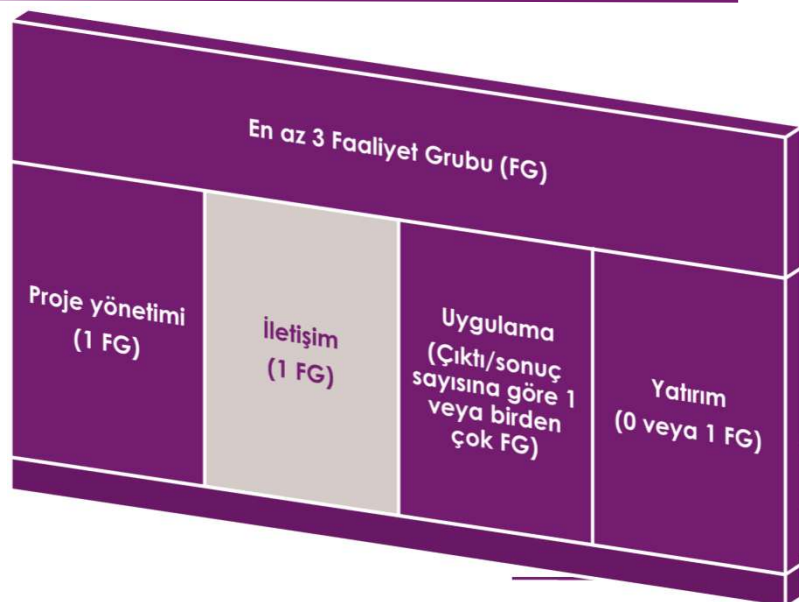 En az 3 Faaliyet Grubu (FG)
Proje yönetimi
(1 FG)
İletişim
(1 FG)
Uygulama
(Çıktı/sonuç
sayısına göre 1
veya birden
çok FG)
Yatırım
(0 veya 1 FG)